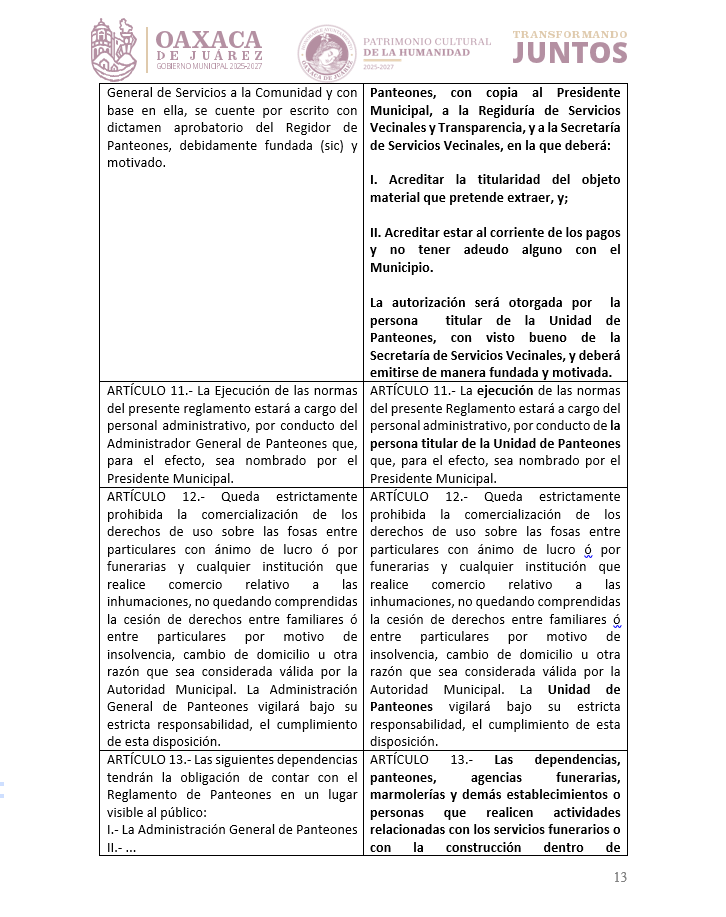 OAXACA
DE JUÁREZ
GOBIERNO MUNICIPAL 2025-2027
PATRIMONIO CULTURAL
DE LA HUMANIDAD
2025-2027
TRANSFORMANDO
JUNTOS
General de Servicios a la Comunidad y con
base en ella, se cuente por escrito con
dictamen aprobatorio del Regidor de
Panteones, debidamente fundada (sic) y
motivado.
Panteones, con copia al Presidente
Municipal, a la Regiduría de Servicios
Vecinales y Transparencia, y a la Secretaría
de Servicios Vecinales, en la que deberá:
I. Acreditar la titularidad del objeto
material que pretende extraer, y;
II. Acreditar estar al corriente de los pagos
y no tener adeudo alguno con el
Municipio.
La autorización será otorgada por la
persona titular de la Unidad de
Panteones, con visto bueno de la
Secretaría de Servicios Vecinales, y deberá
emitirse de manera fundada y motivada.
ARTÍCULO 11.- La Ejecución de las normas
del presente reglamento estará a cargo del
personal administrativo, por conducto del
Administrador General de Panteones que,
para el efecto, sea nombrado por el
Presidente Municipal.
ARTÍCULO 11.- La ejecución de las normas
del presente Reglamento estará a cargo del
personal administrativo, por conducto de la
persona titular de la Unidad de Panteones
que, para el efecto, sea nombrado por el
Presidente Municipal.
ARTÍCULO 12.- Queda estrictamente
prohibida la comercialización de los
derechos de uso sobre las fosas entre
particulares con ánimo de lucro ó por
funerarias y cualquier institución que
realice comercio relativo a las
inhumaciones, no quedando comprendidas
la cesión de derechos entre familiares ó
entre particulares por motivo de
insolvencia, cambio de domicilio u otra
razón que sea considerada válida por la
Autoridad Municipal. La Administración
General de Panteones vigilará bajo su
estricta responsabilidad, el cumplimiento
de esta disposición.
ARTÍCULO 12.- Queda estrictamente
prohibida la comercialización de los
derechos de uso sobre las fosas entre
particulares con ánimo de lucro ó por
funerarias y cualquier institución que
realice comercio relativo a las
inhumaciones, no quedando comprendidas
la cesión de derechos entre familiares ó
entre particulares por motivo de
insolvencia, cambio de domicilio u otra
razón que sea considerada válida por la
Autoridad Municipal. La Unidad de
Panteones vigilará bajo su estricta
responsabilidad, el cumplimiento de esta
disposición.
ARTÍCULO 13.- Las siguientes dependencias
tendrán la obligación de contar con el
Reglamento de Panteones en un lugar
visible al público:
I.- La Administración General de Panteones
II.- ...
ARTÍCULO 13.- Las dependencias,
panteones, agencias funerarias,
marmolerías y demás establecimientos o
personas que realicen actividades
relacionadas con los servicios funerarios o
con la construcción dentro de
13